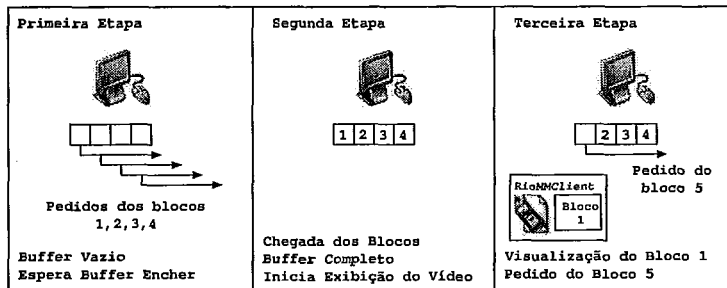 Primeira Etapa
Pedidos dos blocos
1,2,3,4
Buffer Vazio
Espera Buffer Encher
Segunda Etapa
1 2 3 4
Chegada dos Blocos
Buffer Completo
Inicia Exibição do Vídeo
Terceira Etapa
2 3 4
Pedido do
bloco 5
RioMMClient
Bloco
1
Visualização do Bloco 1
Pedido do Bloco 5